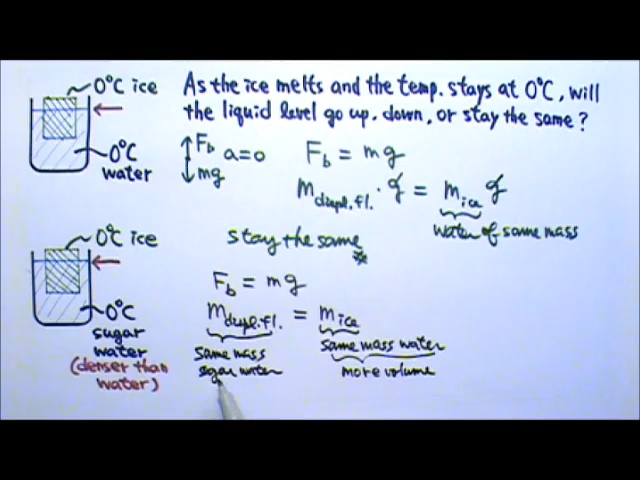 0°C ice
As the ice melts and the temp. stays at 0°C, will
the liquid level go up, down, or stay the same?
0°C
water
Fb
a=0
mg
Fb = mg
mdispl.fl. · g = mice g
water of same mass
0°C ice
stay the same
0°C
sugar
water
(denser than
water)
Fb = mg
mdispl.fl. = mice
same mass
sugar water
same mass water
more volume